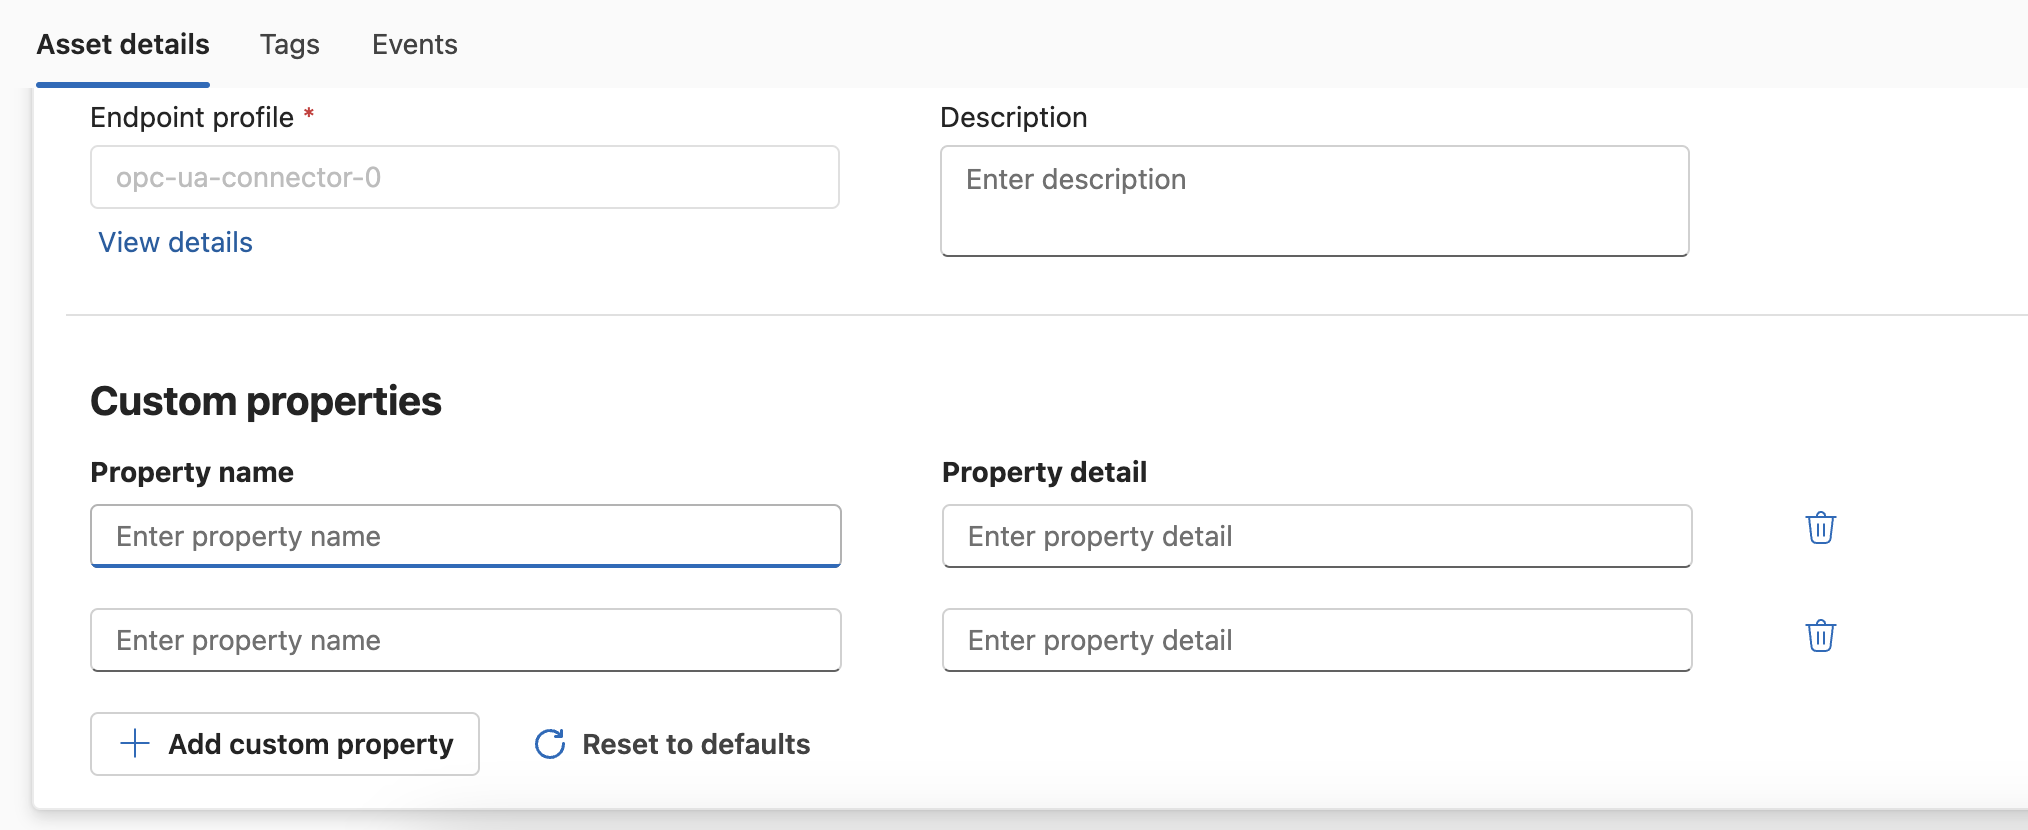 Asset details Tags Events
Endpoint profile * Description
opc-ua-connector-0 Enter description
View details
Custom properties
Property name Property detail
Enter property name Enter property detail
Enter property name Enter property detail
Add custom property Reset to defaults